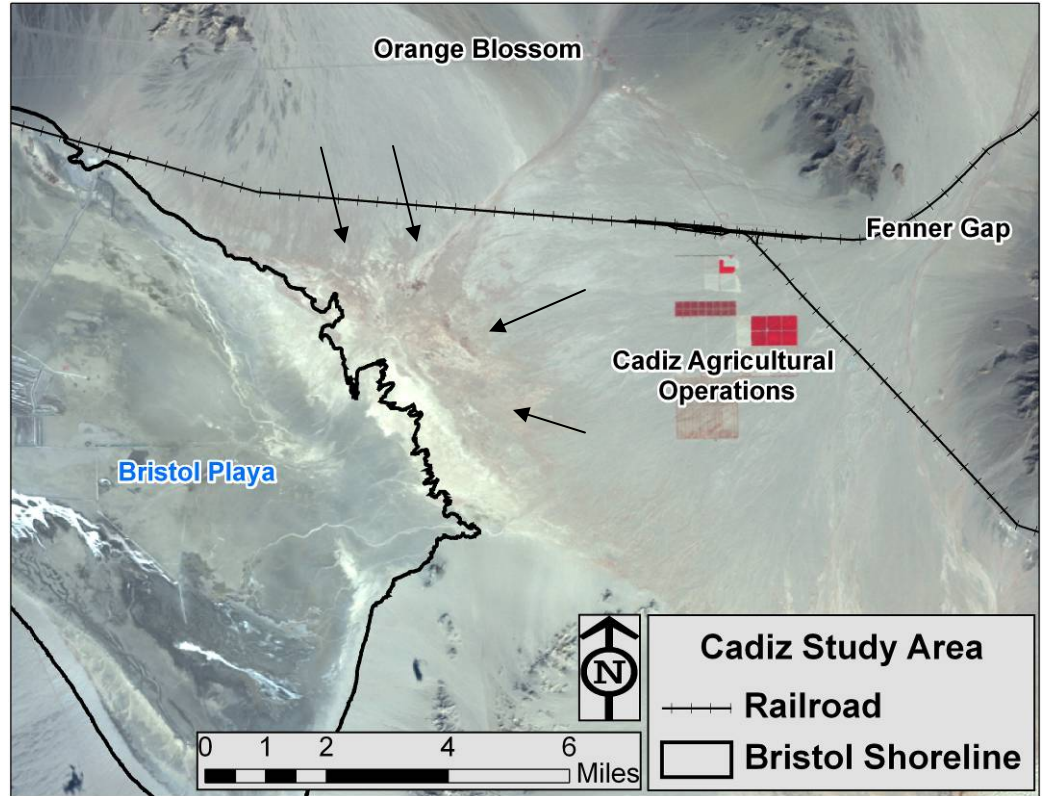 Orange Blossom
Fenner Gap
Cadiz Agricultural
Operations
Bristol Playa
N
Cadiz Study Area
Railroad
Bristol Shoreline
0 1 2 4 6
Miles